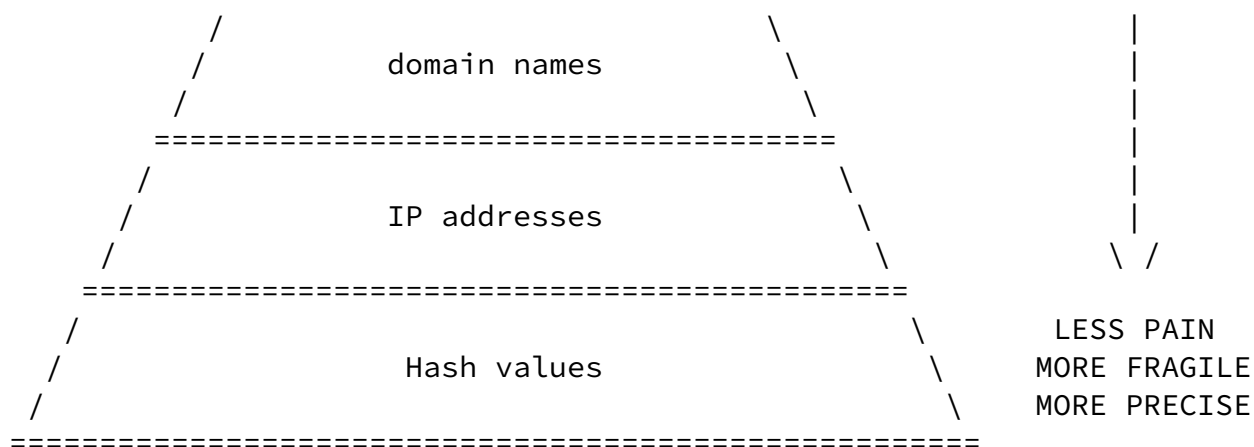 domain names
IP addresses
Hash values
LESS PAIN
MORE FRAGILE
MORE PRECISE